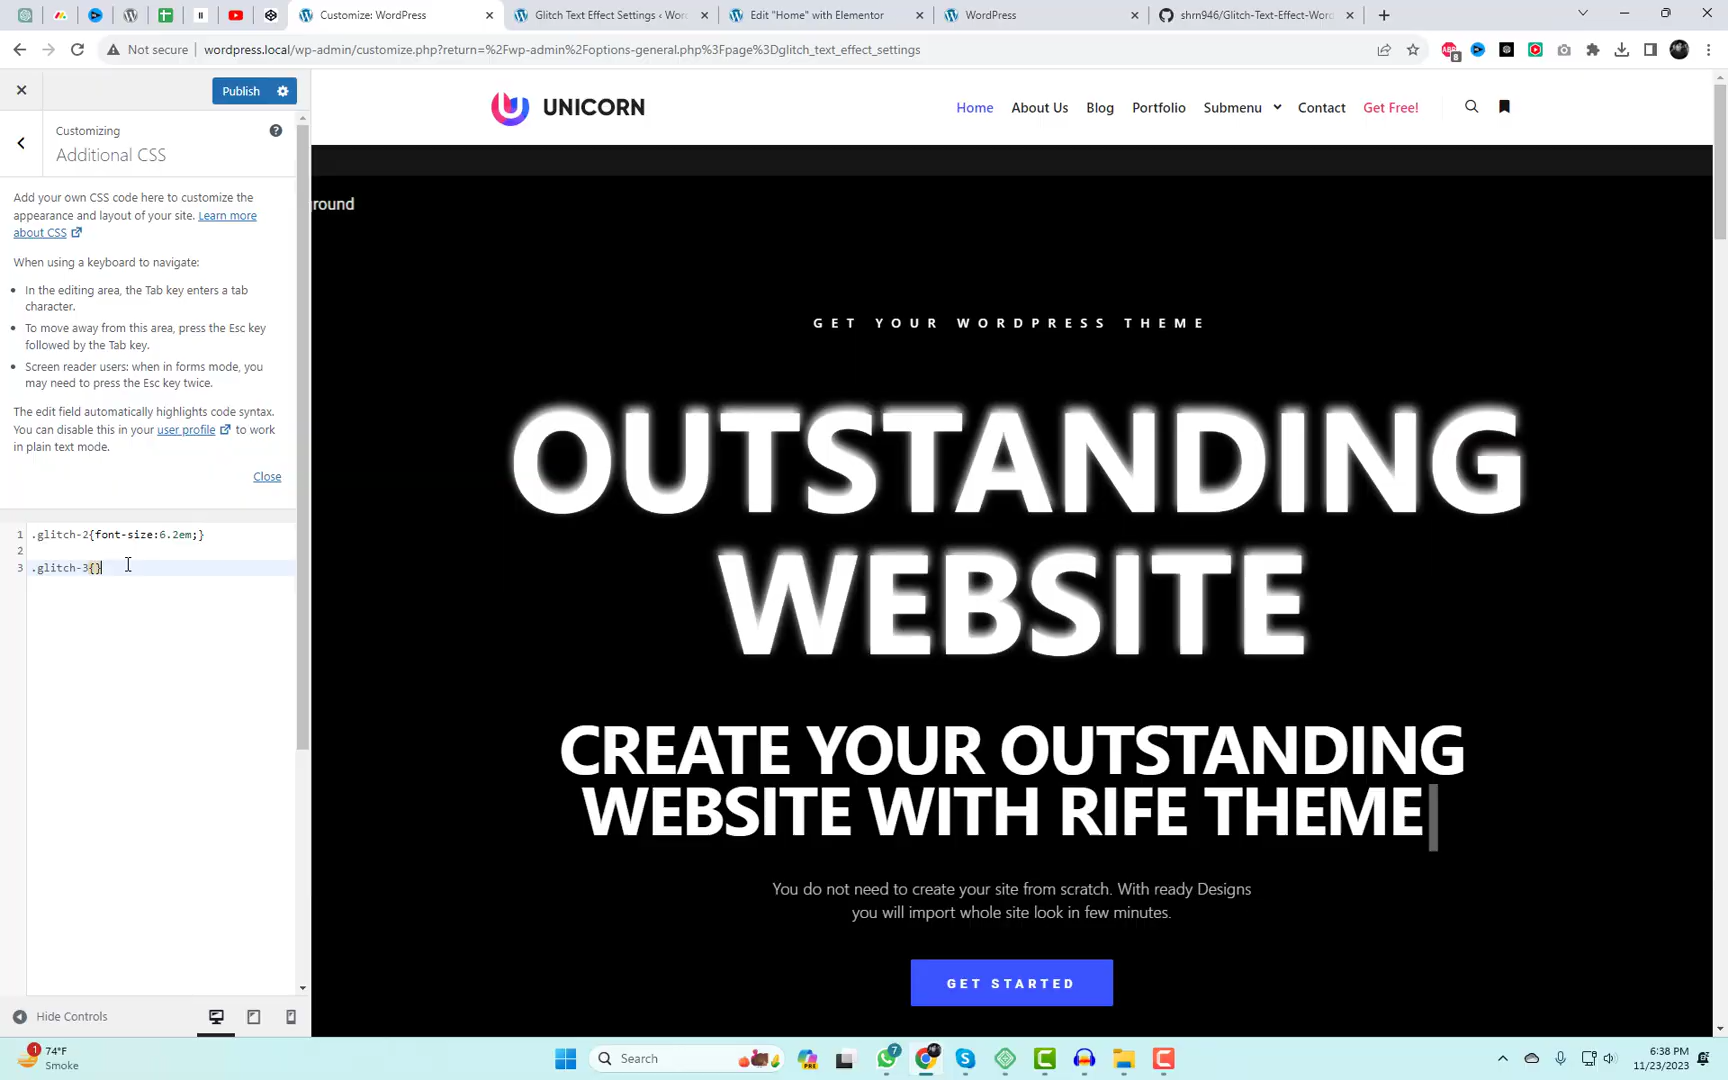 Customize: WordPress
Glitch Text Effect Settings ‹ Wor
Edit "Home" with Elementor
WordPress
shrn946/Glitch-Text-Effect-Word
Not secure
wordpress.local/wp-admin/customize.php?return=%2Fwp-admin%2Foptions-general.php%3Fpage%3Dglitch_text_effect_settings
Publish
Customizing
Additional CSS
Add your own CSS code here to customize the
appearance and layout of your site. Learn more
about CSS
When using a keyboard to navigate:
In the editing area, the Tab key enters a tab
character.
To move away from this area, press the Esc key
followed by the Tab key.
Screen reader users: when in forms mode, you
may need to press the Esc key twice.
The edit field automatically highlights code syntax.
You can disable this in your user profile to work
in plain text mode.
Close
1 .glitch-2{font-size:6.2em;}
2
3 .glitch-3{}
Hide Controls
UNICORN
Home About Us Blog Portfolio Submenu Contact Get Free!
round
GET YOUR WORDPRESS THEME
OUTSTANDING
WEBSITE
CREATE YOUR OUTSTANDING
WEBSITE WITH RIFE THEME
You do not need to create your site from scratch. With ready Designs
you will import whole site look in few minutes.
GET STARTED
1
74°F
Smoke
Search
PRE
7
6:38 PM
11/23/2023